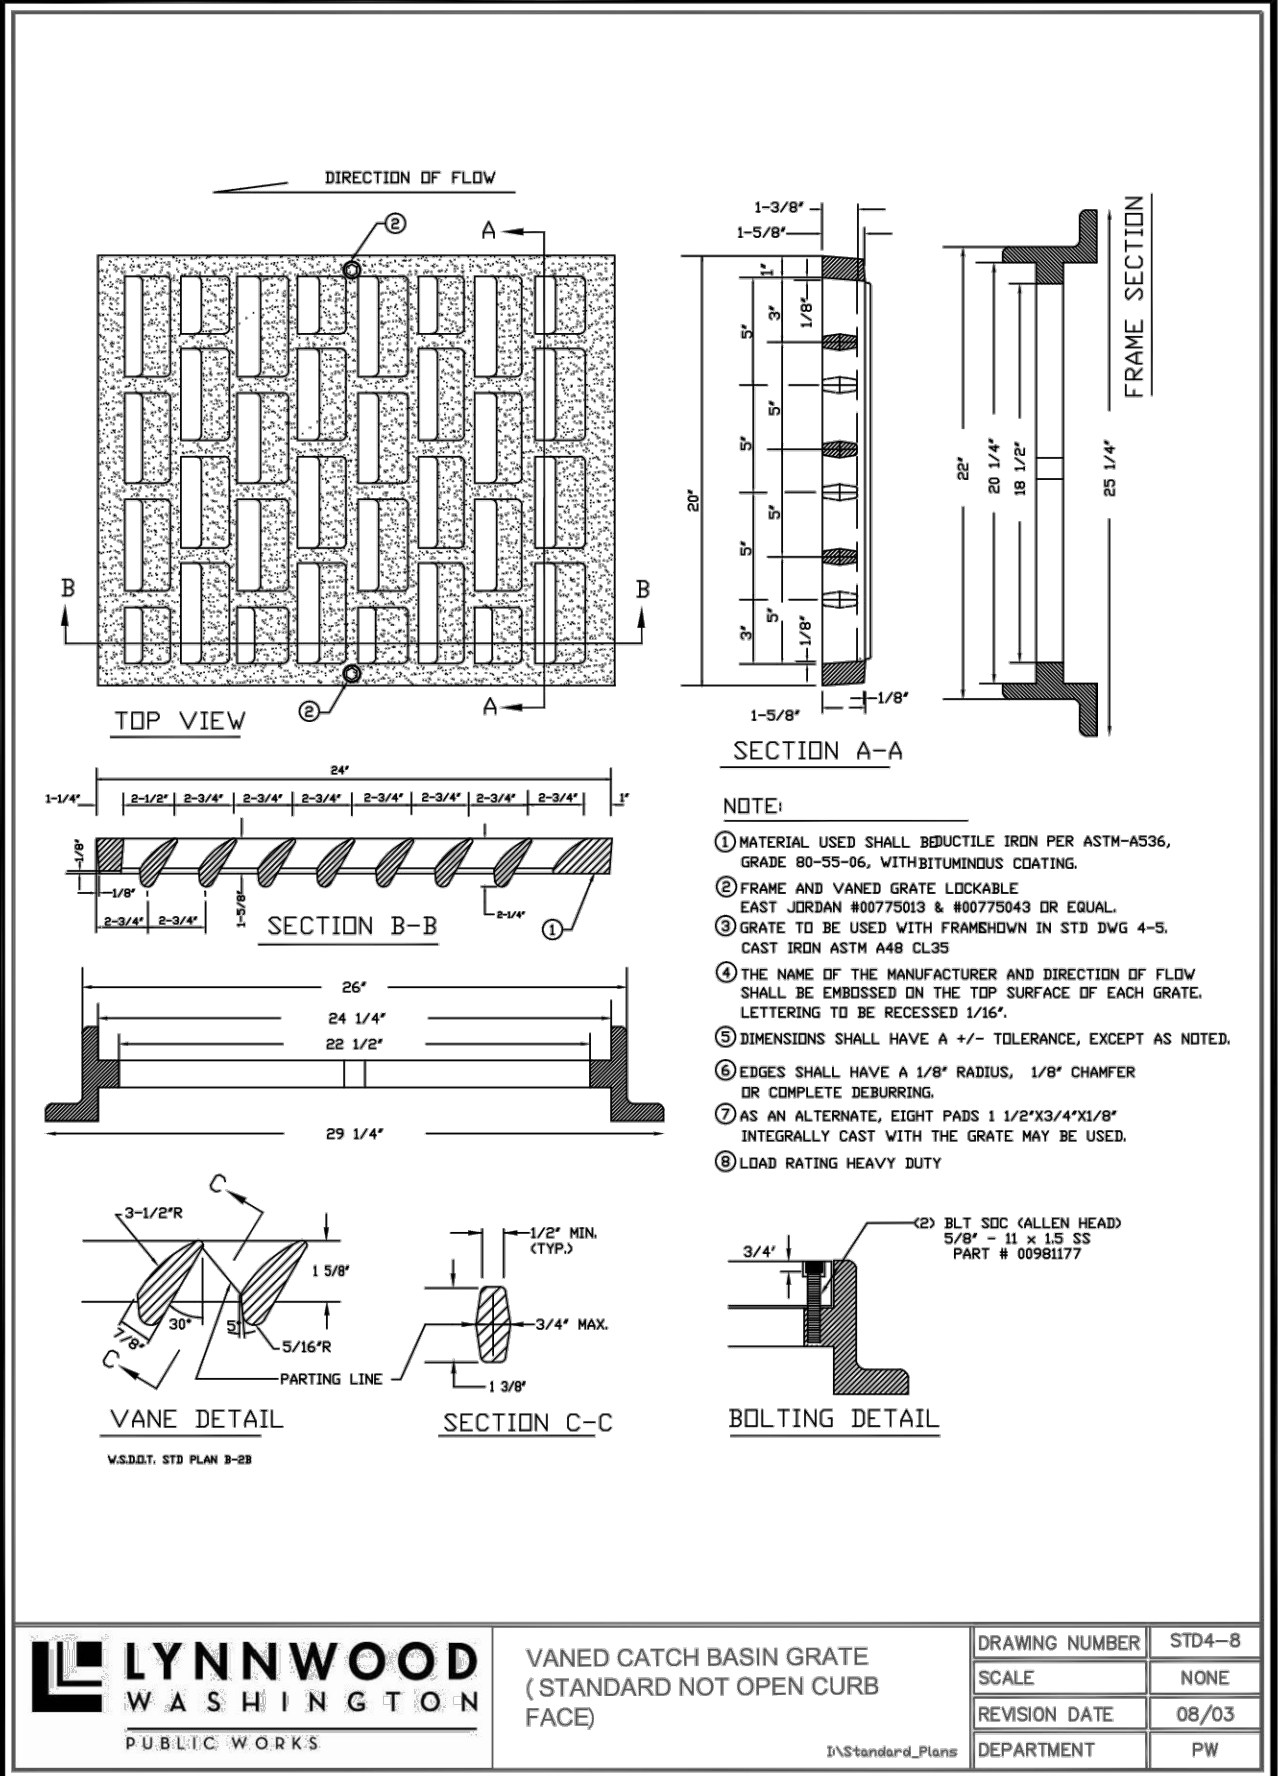 DIRECTION OF FLOW
2
A
B
B
2
A
TOP VIEW
1-3/8"
1-5/8"
1"
1/8"
3"
5"
5"
5"
5"
5"
5"
3"
1/8"
20"
1/8"
1-5/8"
SECTION A-A
22"
20 1/4"
18 1/2"
25 1/4"
FRAME SECTION
24"
1-1/4"
2-1/2"
2-3/4"
2-3/4"
2-3/4"
2-3/4"
2-3/4"
2-3/4"
2-3/4"
1"
1/8"
1/8"
2-3/4"
2-3/4"
1-5/8"
2-1/4"
1
SECTION B-B
26"
24 1/4"
22 1/2"
29 1/4"
NOTE:
1 MATERIAL USED SHALL BEDUCTILE IRON PER ASTM-A536,
GRADE 80-55-06, WITH BITUMINOUS COATING.
2 FRAME AND VANED GRATE LOCKABLE
EAST JORDAN #00775013 & #00775043 OR EQUAL.
3 GRATE TO BE USED WITH FRAMESHOWN IN STD DWG 4-5.
CAST IRON ASTM A48 CL35
4 THE NAME OF THE MANUFACTURER AND DIRECTION OF FLOW
SHALL BE EMBOSSED ON THE TOP SURFACE OF EACH GRATE.
LETTERING TO BE RECESSED 1/16".
5 DIMENSIONS SHALL HAVE A +/- TOLERANCE, EXCEPT AS NOTED.
6 EDGES SHALL HAVE A 1/8" RADIUS, 1/8" CHAMFER
OR COMPLETE DEBURRING.
7 AS AN ALTERNATE, EIGHT PADS 1 1/2"X3/4"X1/8"
INTEGRALLY CAST WITH THE GRATE MAY BE USED.
8 LOAD RATING HEAVY DUTY
C
3-1/2"R
1 5/8"
7/8"
30°
5°
5/16"R
C
PARTING LINE
VANE DETAIL
W.S.D.O.T. STD PLAN B-2B
1/2" MIN.
(TYP.)
3/4" MAX.
1 3/8"
SECTION C-C
(2) BLT SOC (ALLEN HEAD)
5/8" - 11 x 1.5 SS
PART # 00981177
3/4"
BOLTING DETAIL
LYNNWOOD
WASHINGTON
PUBLIC WORKS
VANED CATCH BASIN GRATE
( STANDARD NOT OPEN CURB
FACE)
I:\Standard_Plans
DRAWING NUMBER STD4-8
SCALE NONE
REVISION DATE 08/03
DEPARTMENT PW